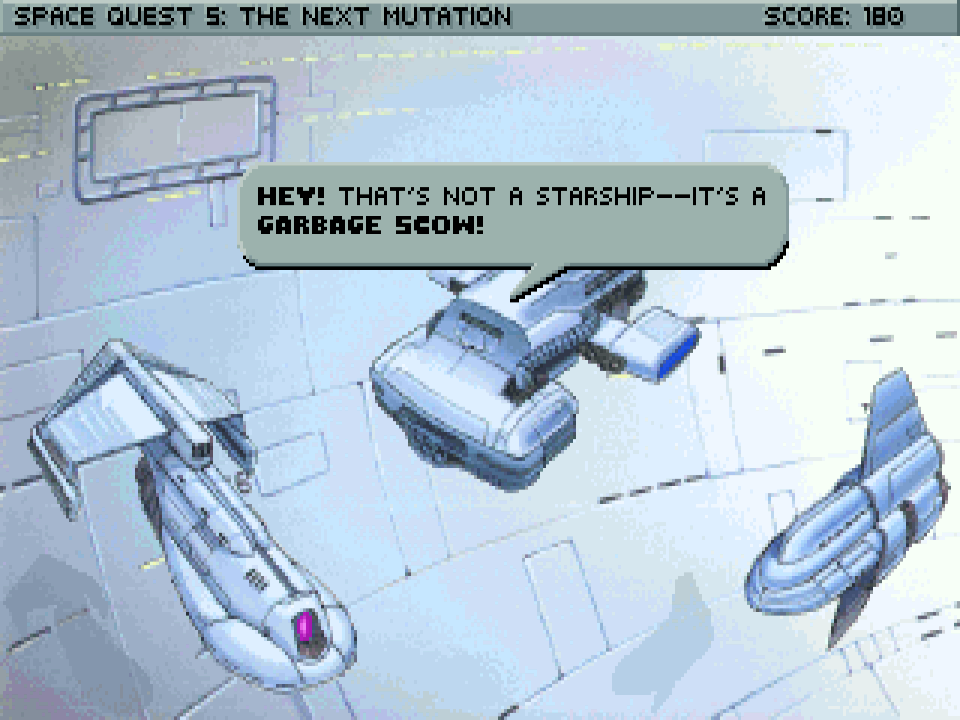 SPACE QUEST 5: THE NEXT MUTATION SCORE: 180
HEY! THAT'S NOT A STARSHIP--IT'S A
GARBAGE SCOW!